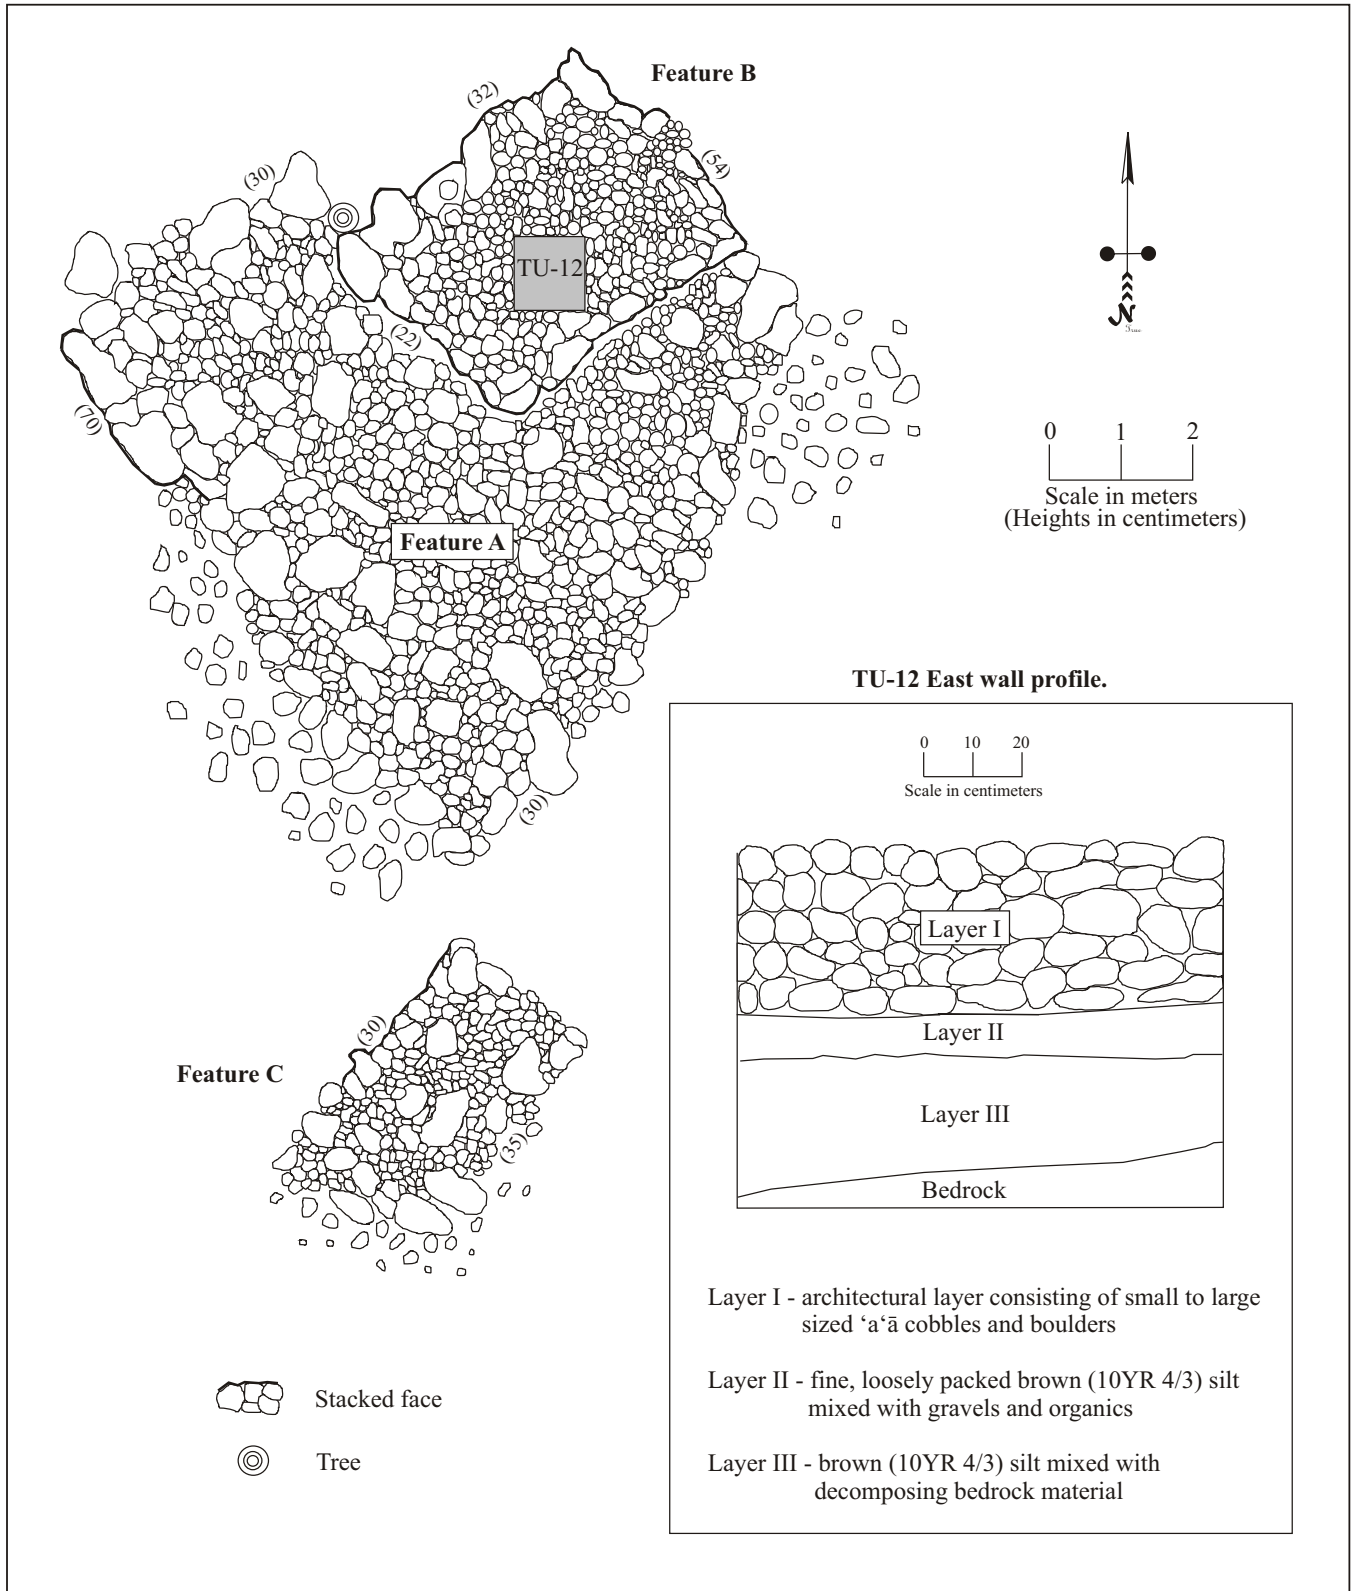 Feature B
(32)
(54)
(30)
TU-12
(22)
(70)
N
True
0 1 2
Scale in meters
(Heights in centimeters)
Feature A
TU-12 East wall profile.
0 10 20
Scale in centimeters
(30)
Layer I
Layer II
Layer III
Bedrock
(30)
Feature C
(35)
Layer I - architectural layer consisting of small to large
sized ‘a‘ā cobbles and boulders
Layer II - fine, loosely packed brown (10YR 4/3) silt
mixed with gravels and organics
Layer III - brown (10YR 4/3) silt mixed with
decomposing bedrock material
Stacked face
Tree